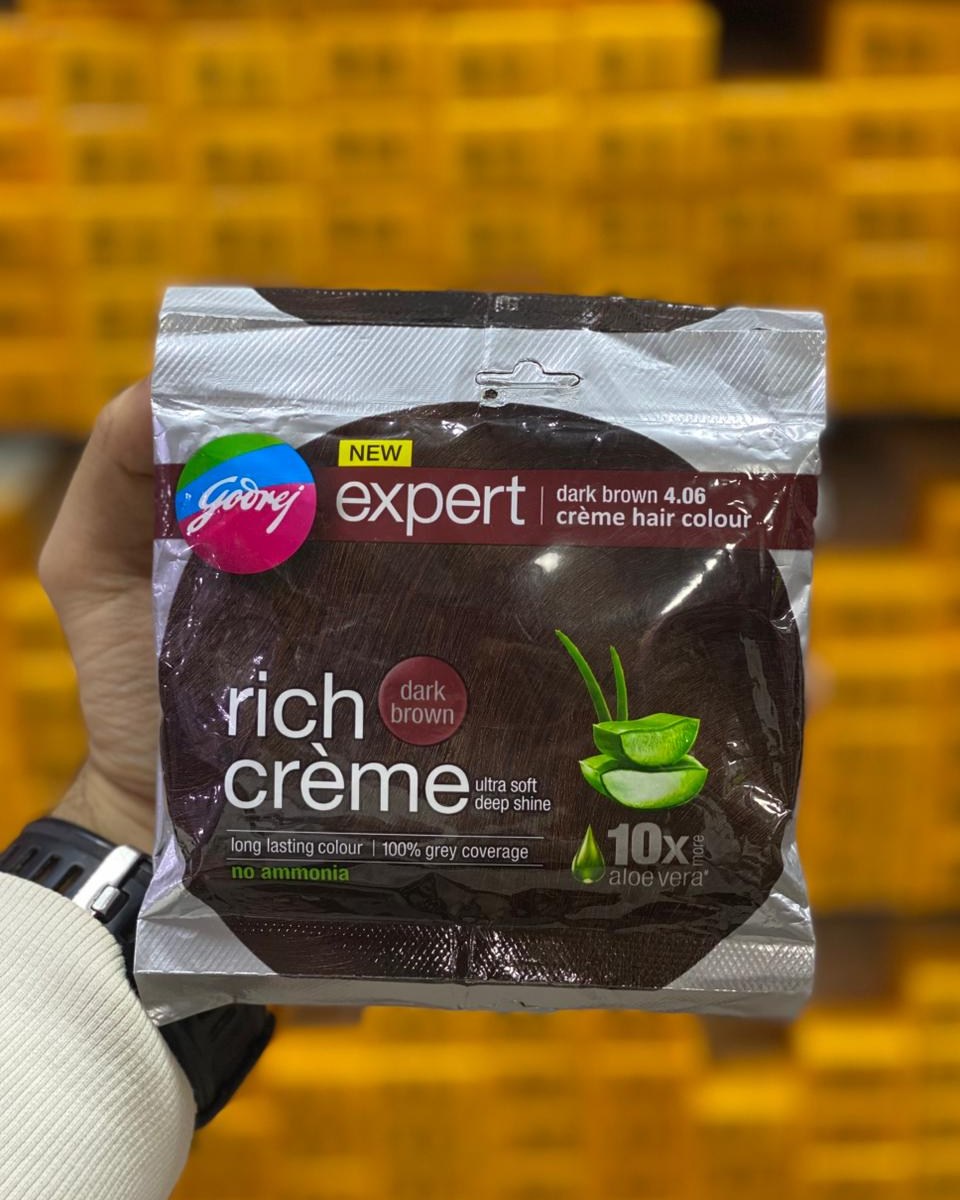 NEW
Godrej
expert
dark brown 4.06
crème hair colour
rich
crème
dark
brown
ultra soft
deep shine
long lasting colour | 100% grey coverage
no ammonia
10x more
aloe vera*